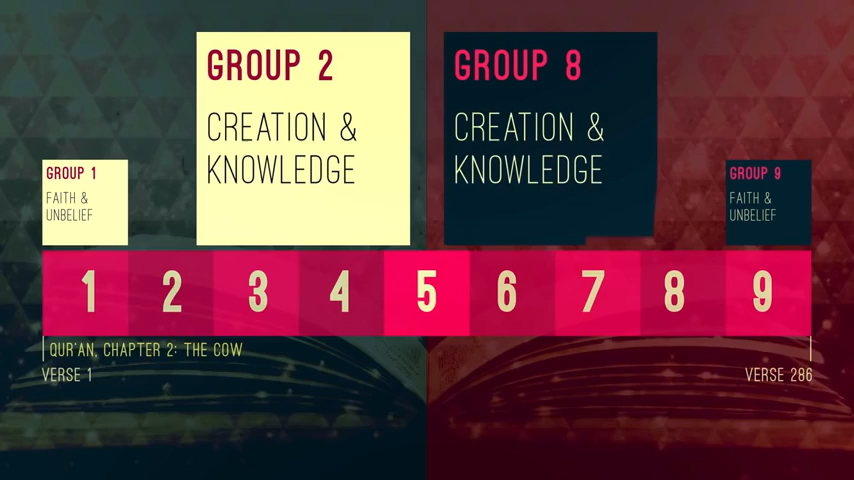 GROUP 2
CREATION &
KNOWLEDGE
GROUP 8
CREATION &
KNOWLEDGE
GROUP 1
FAITH &
UNBELIEF
GROUP 9
FAITH &
UNBELIEF
1 2 3 4 5 6 7 8 9
QUR'AN, CHAPTER 2: THE COW
VERSE 1
VERSE 286